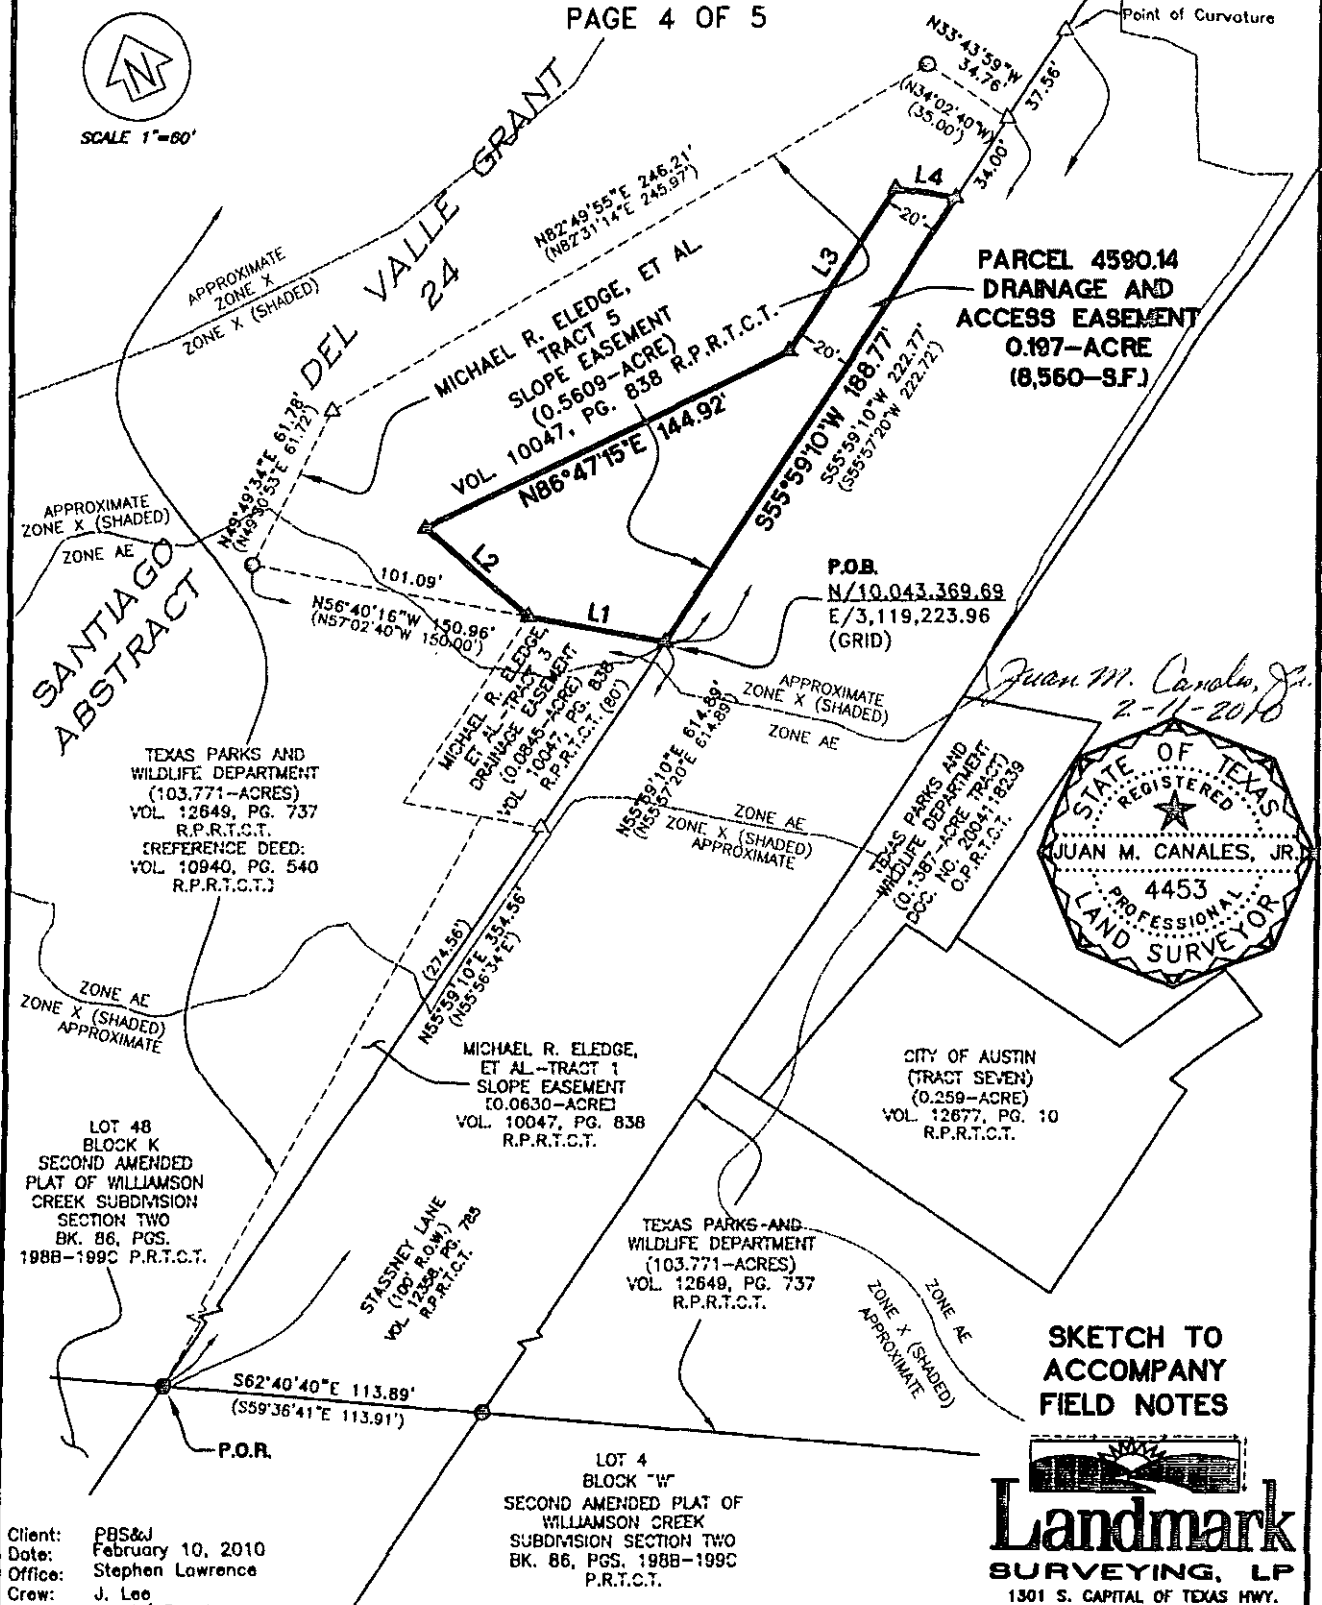 PAGE 4 OF 5
N
SCALE 1"=60'
Point of Curvature
N33°43'59"W
34.76'
(N34°02'40"W)
(35.00')
37.56'
34.00'
L4
20'
L3
20'
DEL VALLE GRANT
24
N82°49'55"E 246.21'
(N82°31'14"E 245.97')
APPROXIMATE
ZONE X
ZONE X (SHADED)
MICHAEL R. ELEDGE, ET AL.
TRACT 5
SLOPE EASEMENT
(0.5609-ACRE)
VOL. 10047, PG. 838 R.P.R.T.C.T.
N86°47'15"E 144.92'
PARCEL 4590.14
DRAINAGE AND
ACCESS EASEMENT
0.197-ACRE
(8,560-S.F.)
S55°59'10"W 188.77'
S55°59'10"W 222.77'
(S55°57'20"W 222.72')
N49°49'34"E 61.78'
(N49°30'53"E 61.72')
APPROXIMATE
ZONE X (SHADED)
ZONE AE
SANTIAGO
ABSTRACT
101.09'
N56°40'16"W 150.96'
(N57°02'40"W 150.00')
L2
L1
P.O.B.
N/10,043,369.69
E/3,119,223.96
(GRID)
Juan M. Canales, Jr.
2-11-2010
APPROXIMATE
ZONE X (SHADED)
ZONE AE
MICHAEL R. ELEDGE,
ET AL-TRACT 3
DRAINAGE EASEMENT
(0.0845-ACRE)
VOL. 10047, PG. 838
R.P.R.T.C.T. (80')
N55°59'10"E 614.89'
(N55°57'20"E 614.89')
TEXAS PARKS AND
WILDLIFE DEPARTMENT
(103.771-ACRES)
VOL. 12649, PG. 737
R.P.R.T.C.T.
[REFERENCE DEED:
VOL. 10940, PG. 540
R.P.R.T.C.T.]
ZONE AE
ZONE X (SHADED)
APPROXIMATE
TEXAS PARKS AND
WILDLIFE DEPARTMENT
(0.1387-ACRE TRACT)
DOC. NO. 2004118239
O.P.R.T.C.T.
STATE OF TEXAS
REGISTERED
JUAN M. CANALES, JR.
4453
PROFESSIONAL
LAND SURVEYOR
(274.56')
N55°59'10"E 354.56'
(N55°56'34"E)
ZONE AE
ZONE X (SHADED)
APPROXIMATE
MICHAEL R. ELEDGE,
ET AL-TRACT 1
SLOPE EASEMENT
[0.0630-ACRE]
VOL. 10047, PG. 838
R.P.R.T.C.T.
CITY OF AUSTIN
(TRACT SEVEN)
(0.259-ACRE)
VOL. 12677, PG. 10
R.P.R.T.C.T.
LOT 48
BLOCK K
SECOND AMENDED
PLAT OF WILLIAMSON
CREEK SUBDIVISION
SECTION TWO
BK. 86, PGS.
198B-199C P.R.T.C.T.
STASSNEY LANE
(100' R.O.W.)
VOL. 12358, PG. 785
R.P.R.T.C.T.
TEXAS PARKS-AND
WILDLIFE DEPARTMENT
(103.771-ACRES)
VOL. 12649, PG. 737
R.P.R.T.C.T.
ZONE AE
ZONE X (SHADED)
APPROXIMATE
S62°40'40"E 113.89'
(S59°36'41"E 113.91')
P.O.R.
LOT 4
BLOCK "W"
SECOND AMENDED PLAT OF
WILLIAMSON CREEK
SUBDIVISION SECTION TWO
BK. 86, PGS. 198B-199C
P.R.T.C.T.
SKETCH TO
ACCOMPANY
FIELD NOTES
Landmark
SURVEYING, LP
1301 S. CAPITAL OF TEXAS HWY.
Client: PBS&J
Date: February 10, 2010
Office: Stephen Lawrence
Crew: J. Lee